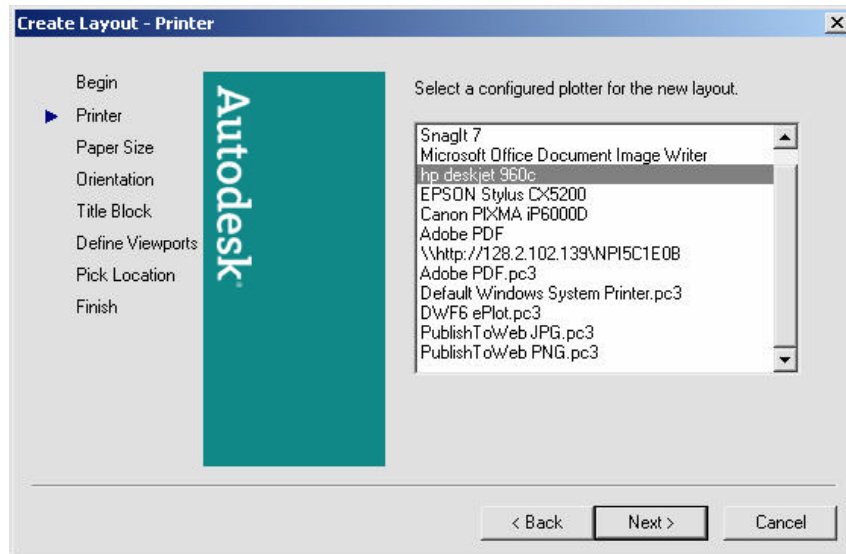 Create Layout - Printer
Begin
Printer
Paper Size
Orientation
Title Block
Define Viewports
Pick Location
Finish
Autodesk
Select a configured plotter for the new layout.
SnagIt 7
Microsoft Office Document Image Writer
hp deskjet 960c
EPSON Stylus CX5200
Canon PIXMA iP6000D
Adobe PDF
\\http://128.2.102.139\NPI5C1E0B
Adobe PDF.pc3
Default Windows System Printer.pc3
DWF6 ePlot.pc3
PublishToWeb JPG.pc3
PublishToWeb PNG.pc3
< Back
Next >
Cancel